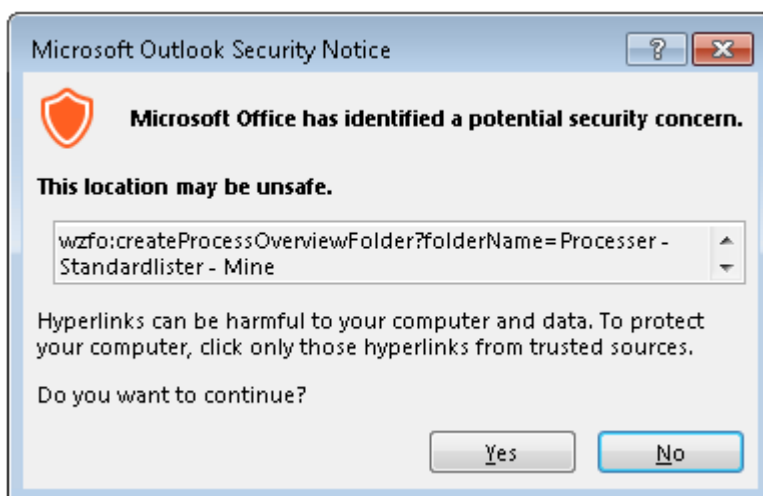 Microsoft Outlook Security Notice
Microsoft Office has identified a potential security concern.
This location may be unsafe.
wzfo:createProcessOverviewFolder?folderName=Processer -
Standardlister - Mine
Hyperlinks can be harmful to your computer and data. To protect
your computer, click only those hyperlinks from trusted sources.
Do you want to continue?
Yes No